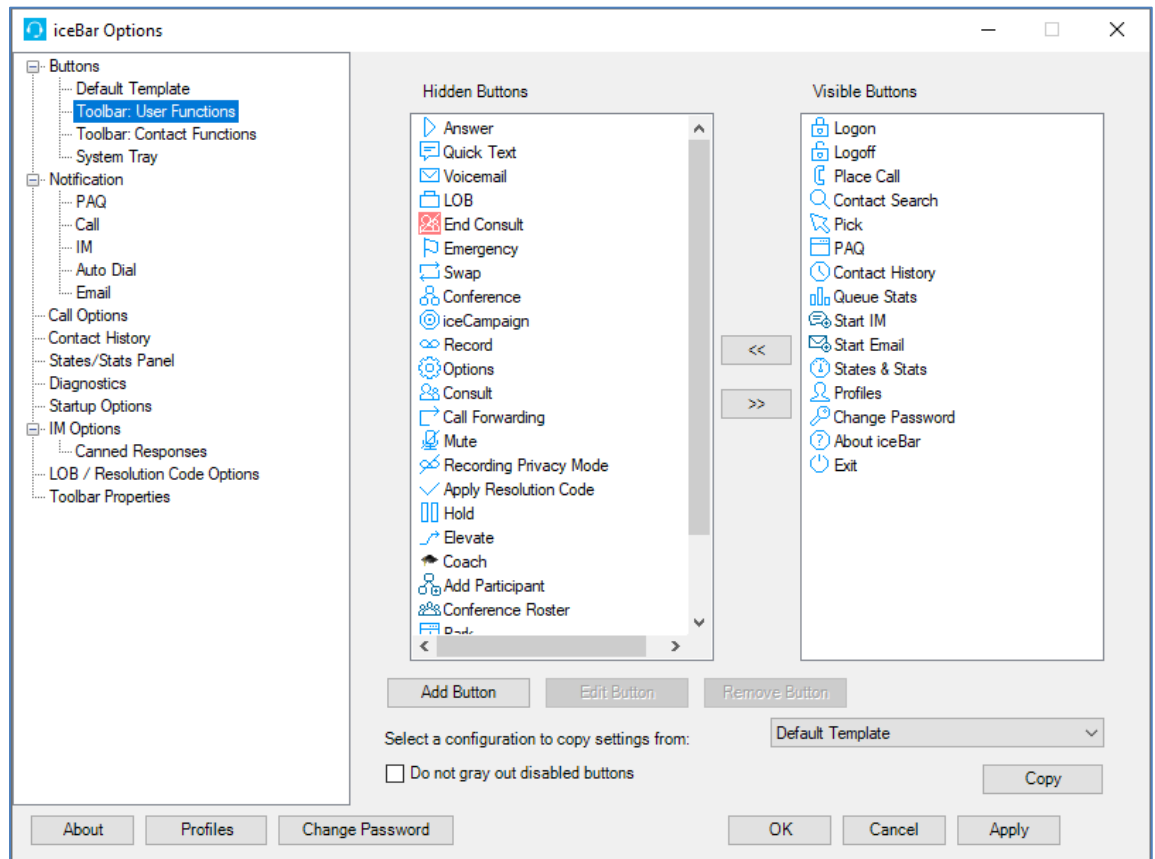 iceBar Options
Buttons
Default Template
Toolbar: User Functions
Toolbar: Contact Functions
System Tray
Notification
PAQ
Call
IM
Auto Dial
Email
Call Options
Contact History
States/Stats Panel
Diagnostics
Startup Options
IM Options
Canned Responses
LOB / Resolution Code Options
Toolbar Properties
Hidden Buttons
Answer
Quick Text
Voicemail
LOB
End Consult
Emergency
Swap
Conference
iceCampaign
Record
Options
Consult
Call Forwarding
Mute
Recording Privacy Mode
Apply Resolution Code
Hold
Elevate
Coach
Add Participant
Conference Roster
Park
<<
>>
Visible Buttons
Logon
Logoff
Place Call
Contact Search
Pick
PAQ
Contact History
Queue Stats
Start IM
Start Email
States & Stats
Profiles
Change Password
About iceBar
Exit
Add Button
Edit Button
Remove Button
Select a configuration to copy settings from:
Default Template
Do not gray out disabled buttons
Copy
About
Profiles
Change Password
OK
Cancel
Apply